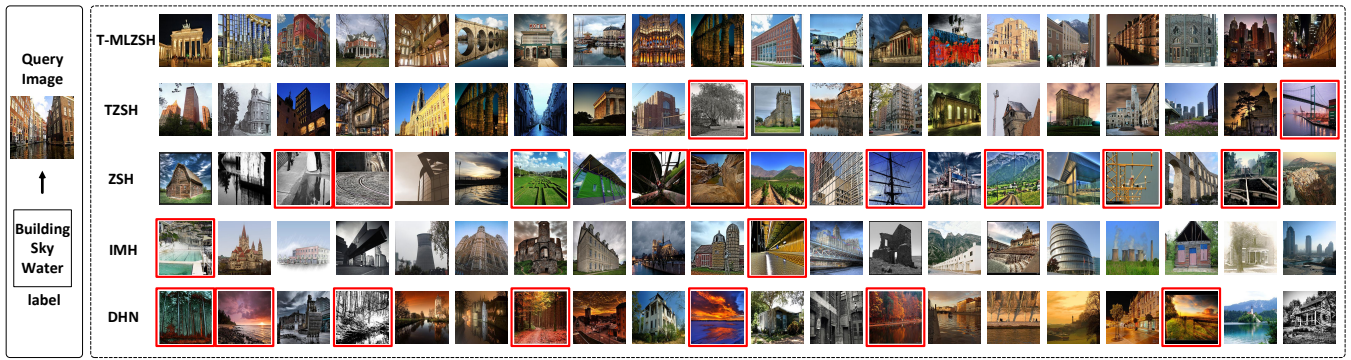 Query
Image
Building
Sky
Water
label
T-MLZSH
TZSH
ZSH
IMH
DHN